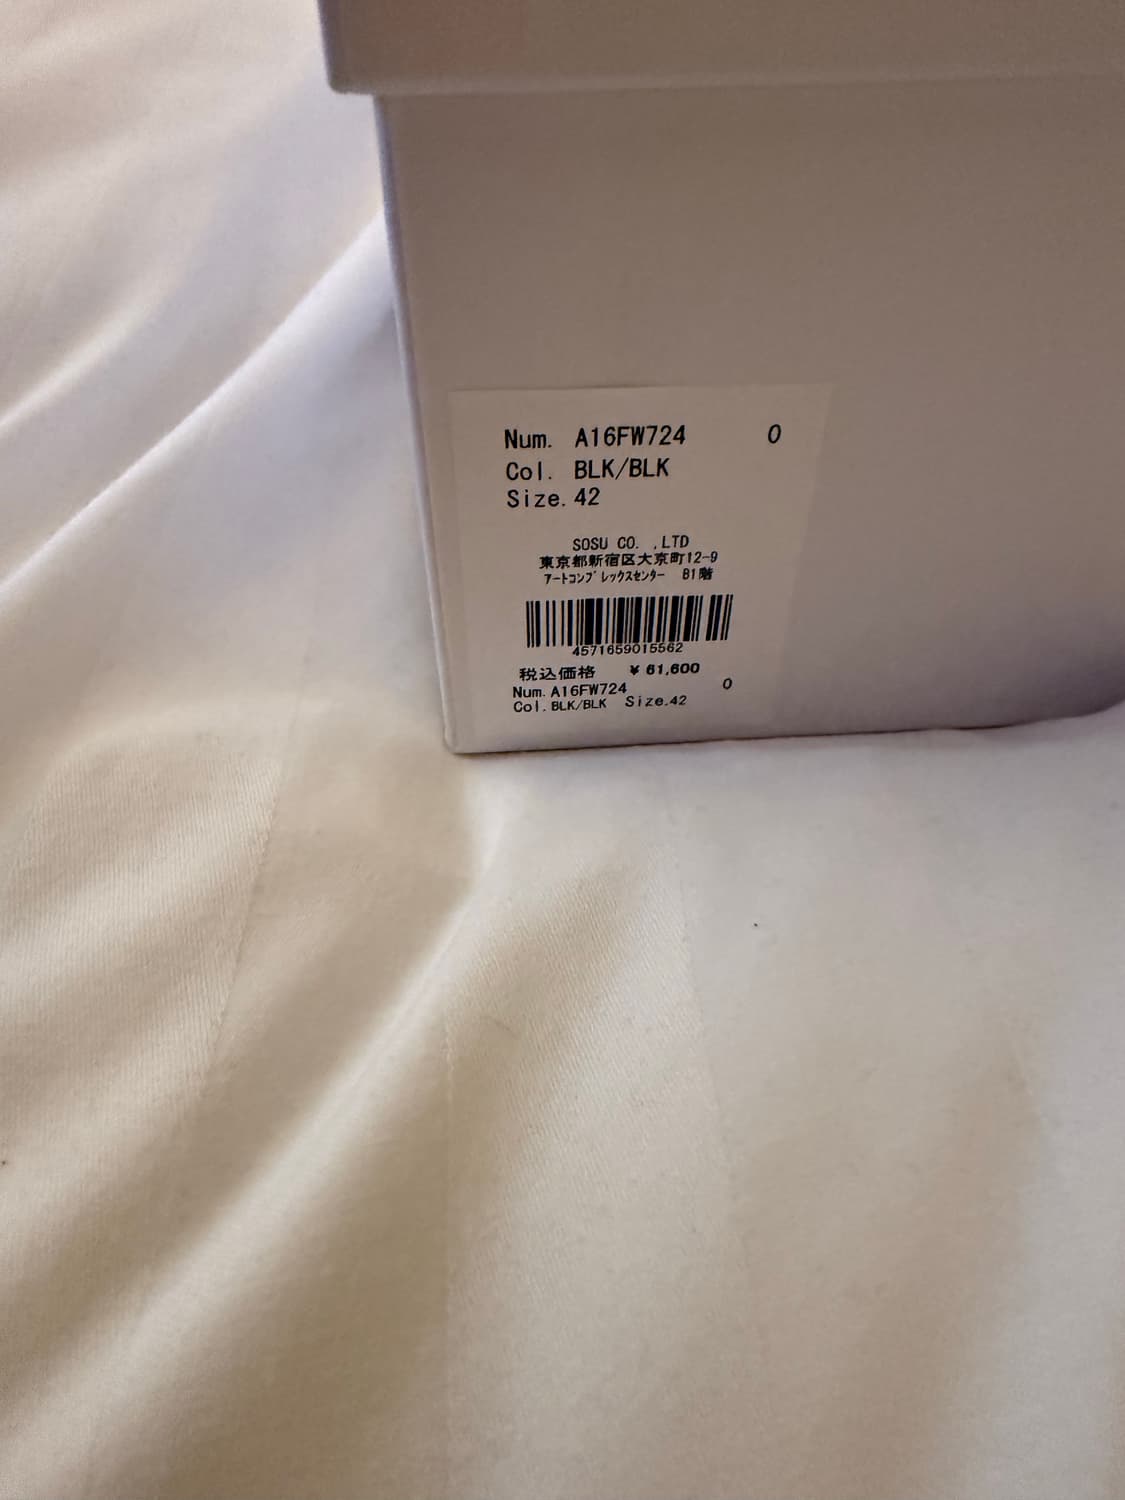 Num. A16FW724 0
Col. BLK/BLK
Size. 42
SOSU CO. ,LTD
東京都新宿区大京町12-9
アートコンプレックスセンター B1階
4571659015562
税込価格 ¥ 61,600
Num. A16FW724 0
Col. BLK/BLK Size. 42